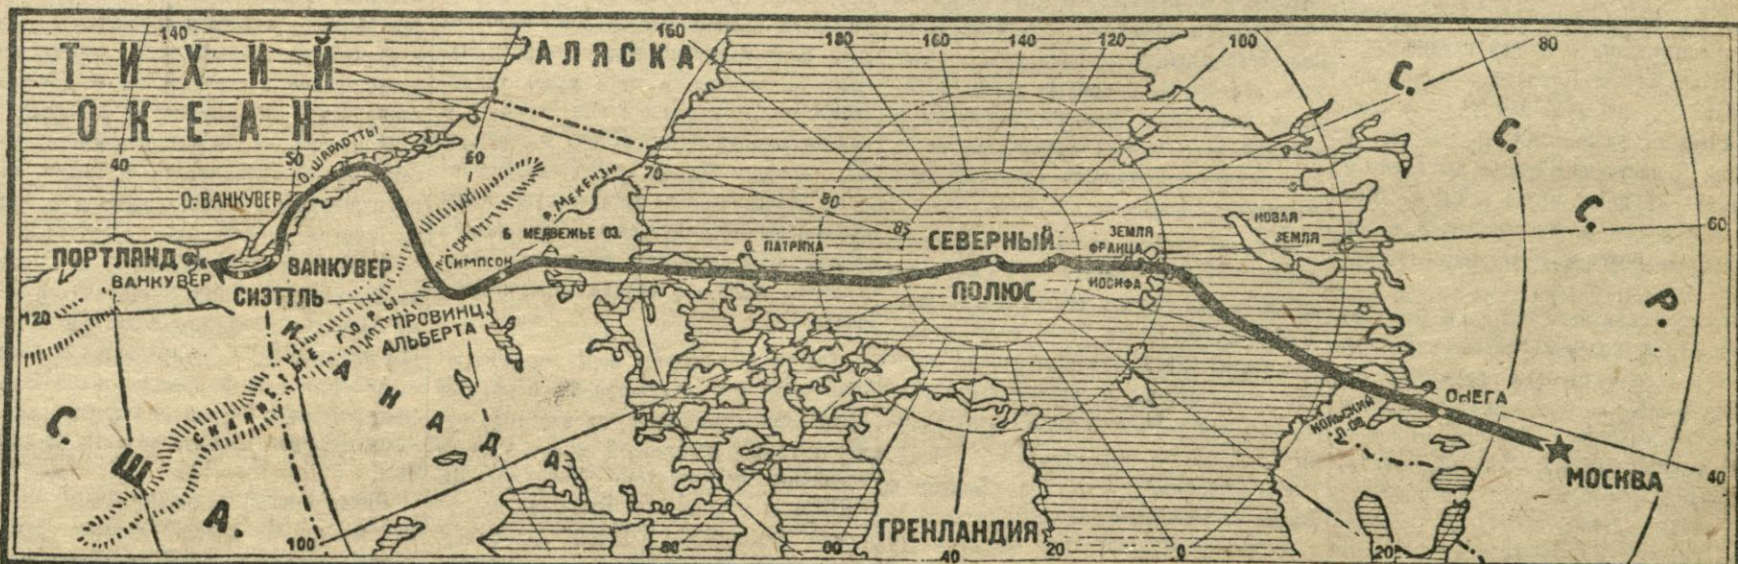 140
160
180
160
140
120
100
80
ТИХИЙ
ОКЕАН
АЛЯСКА
С.
С.
С.
Р.
40
50
О. ШАРЛОТТЫ
60
70
80
85
О. ВАНКУВЕР
р. МЕКЕНЗИ
Б. МЕДВЕЖЬЕ ОЗ.
О. ПАТРИКА
СЕВЕРНЫЙ
ПОЛЮС
ЗЕМЛЯ
ФРАНЦА
ИОСИФА
НОВАЯ
ЗЕМЛЯ
60
ПОРТЛАНД
ВАНКУВЕР
ВАНКУВЕР
СИЭТТЛЬ
СИМПСОН
120
ПРОВИНЦ.
АЛЬБЕРТА
СКАЛИСТЫЕ ГОРЫ
КАНАДА
С.
Ш.
А.
КОЛЬСКИЙ
П-ОВ
ОНЕГА
МОСКВА
40
ГРЕНЛАНДИЯ
100
80
60
40
20
0
20